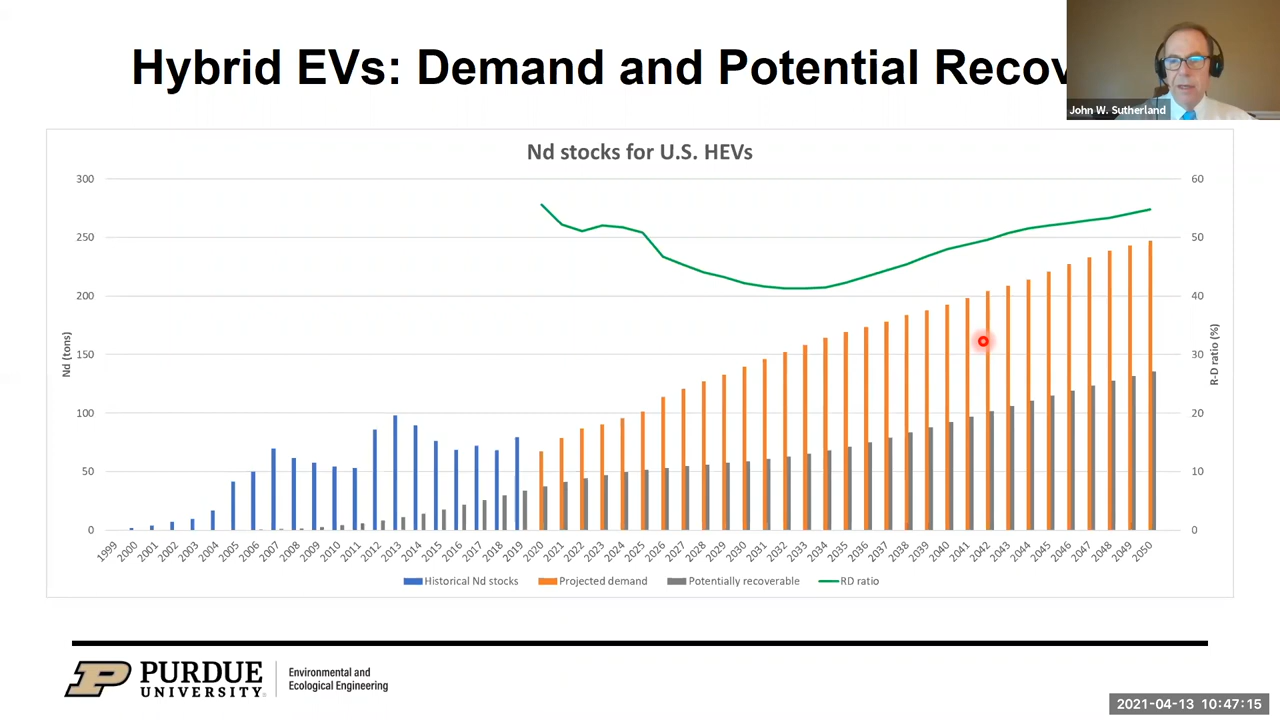 Hybrid EVs: Demand and Potential Recov
John W. Sutherland
Nd stocks for U.S. HEVs
300
250
200
150
100
50
0
Nd (tons)
60
50
40
30
20
10
0
R-D ratio (%)
1999 2000 2001 2002 2003 2004 2005 2006 2007 2008 2009 2010 2011 2012 2013 2014 2015 2016 2017 2018 2019 2020 2021 2022 2023 2024 2025 2026 2027 2028 2029 2030 2031 2032 2033 2034 2035 2036 2037 2038 2039 2040 2041 2042 2043 2044 2045 2046 2047 2048 2049 2050
Historical Nd stocks Projected demand Potentially recoverable RD ratio
P PURDUE UNIVERSITY
Environmental and
Ecological Engineering
2021-04-13 10:47:15